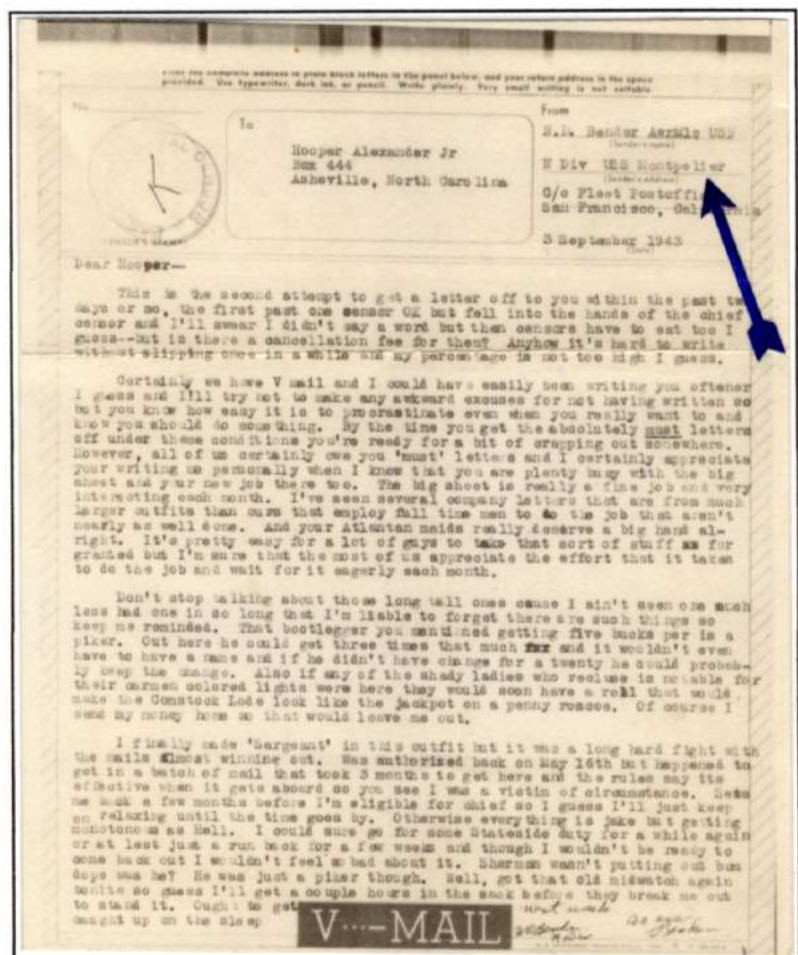 Print the complete address in plain block letters in the panel below, and your return address in the space
provided. Use typewriter, dark ink, or pencil. Write plainly. Very small writing is not suitable.
No.
To
From
Hooper Alexander Jr
Box 444
Asheville, North Carolina
Bender USN
(Sender's name)
N Div USS Montpelier
(Sender's address)
C/o Fleet Postoffi
San Francisco, California
3 September 1943
(Date)
K
(CENSOR'S STAMP)
Dear Hooper—
This is the second attempt to get a letter off to you within the past tw
days or so, the first past one censor OK but fell into the hands of the chief
censor and I'll swear I didn't say a word but then censors have to eat too I
guess--but is there a cancellation fee for them? Anyhow it's hard to write
without slipping once in a while and my percentage is not too high I guess.
Certainly we have V mail and I could have easily been writing you oftener
I guess and I'll try not to make any awkward excuses for not having written so
but you know how easy it is to procrastinate even when you really want to and
know you should do something. By the time you get the absolutely must letters
off under these conditions you're ready for a bit of crapping out somewhere.
However, all of us certainly owe you 'must' letters and I certainly appreciate
your writing me personally when I know that you are plenty busy with the big
sheet and your new job there too. The big sheet is really a fine job and very
interesting each month. I've seen several company letters that are from much
larger outfits than ours that employ full time men to do the job that aren't
nearly as well done. And your Atlantan maids really deserve a big hand al-
right. It's pretty easy for a lot of guys to take that sort of stuff as for
granted but I'm sure that the most of us appreciate the effort that it takes
to do the job and wait for it eagerly each month.
Don't stop talking about those long tall ones cause I ain't seen one much
less had one in so long that I'm liable to forget there are such things so
keep me reminded. That bootlegger you mentioned getting five bucks per is a
piker. Out here he could get three times that much and it wouldn't even
have to have a name and if he didn't have change for a twenty he could probab-
ly keep the change. Also if any of the shady ladies who recluse is notable for
their carmen colored lights were here they would soon have a roll that would
make the Comstock Lode look like the jackpot on a penny roscoe. Of course I
send my money home so that would leave me out.
I finally made 'Sargeant' in this outfit but it was a long hard fight with
the mails almost winning out. Was authorized back on May 16th but happened to
get in a batch of mail that took 3 months to get here and the rules say its
effective when it gets aboard so you see I was a victim of circumstance. Sets
me back a few months before I'm eligible for chief so I guess I'll just keep
on relaxing until the time goes by. Otherwise everything is jake but getting
monotonous as Hell. I could sure go for some Stateside duty for a while again
or at lest just a run back for a few weeks and though I wouldn't be ready to
come back out I wouldn't feel so bad about it. Sherman wasn't putting out bum
dope was he? He was just a piker though. Well, got that old midwatch again
tonite so guess I'll get a couple hours in the sack before they break me out
to stand it. Ought to get
caught up on the sleep
next week
As ever
Bender
V···—MAIL